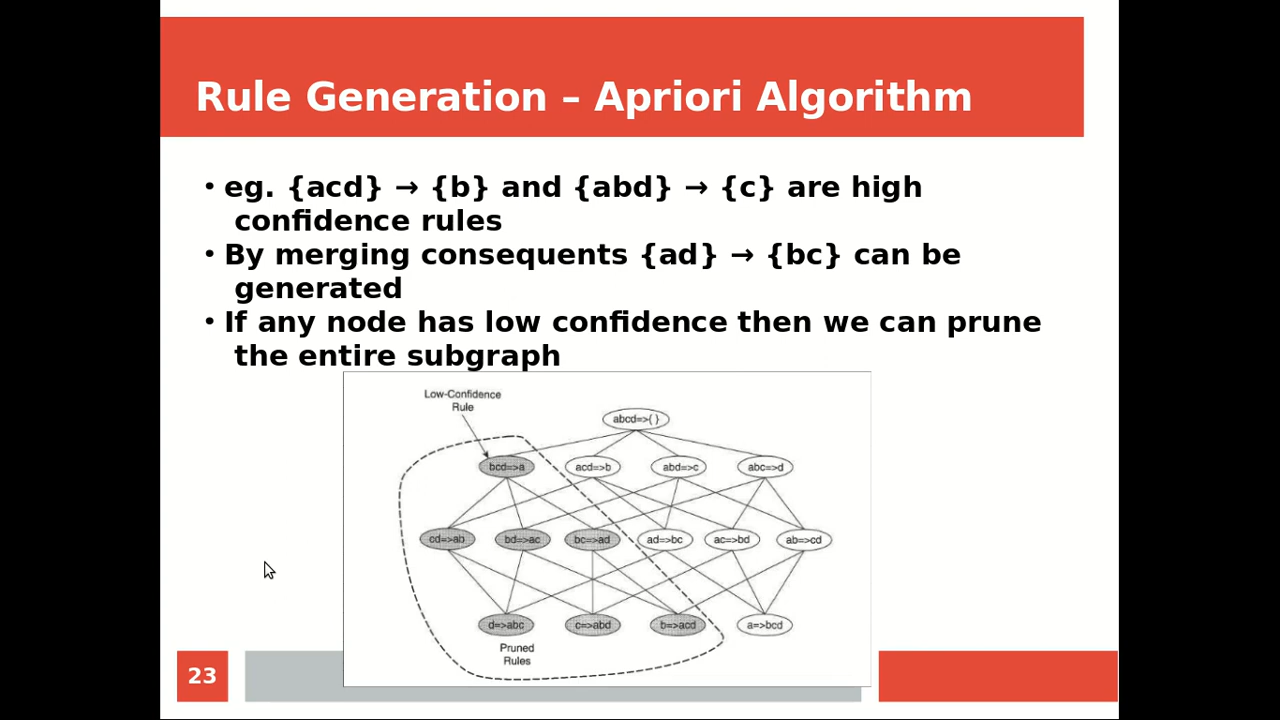 Rule Generation – Apriori Algorithm
• eg. {acd} → {b} and {abd} → {c} are high
confidence rules
• By merging consequents {ad} → {bc} can be
generated
• If any node has low confidence then we can prune
the entire subgraph
Low-Confidence
Rule
abcd=>{ }
bcd=>a acd=>b abd=>c abc=>d
cd=>ab bd=>ac bc=>ad ad=>bc ac=>bd ab=>cd
d=>abc c=>abd b=>acd a=>bcd
Pruned
Rules
23